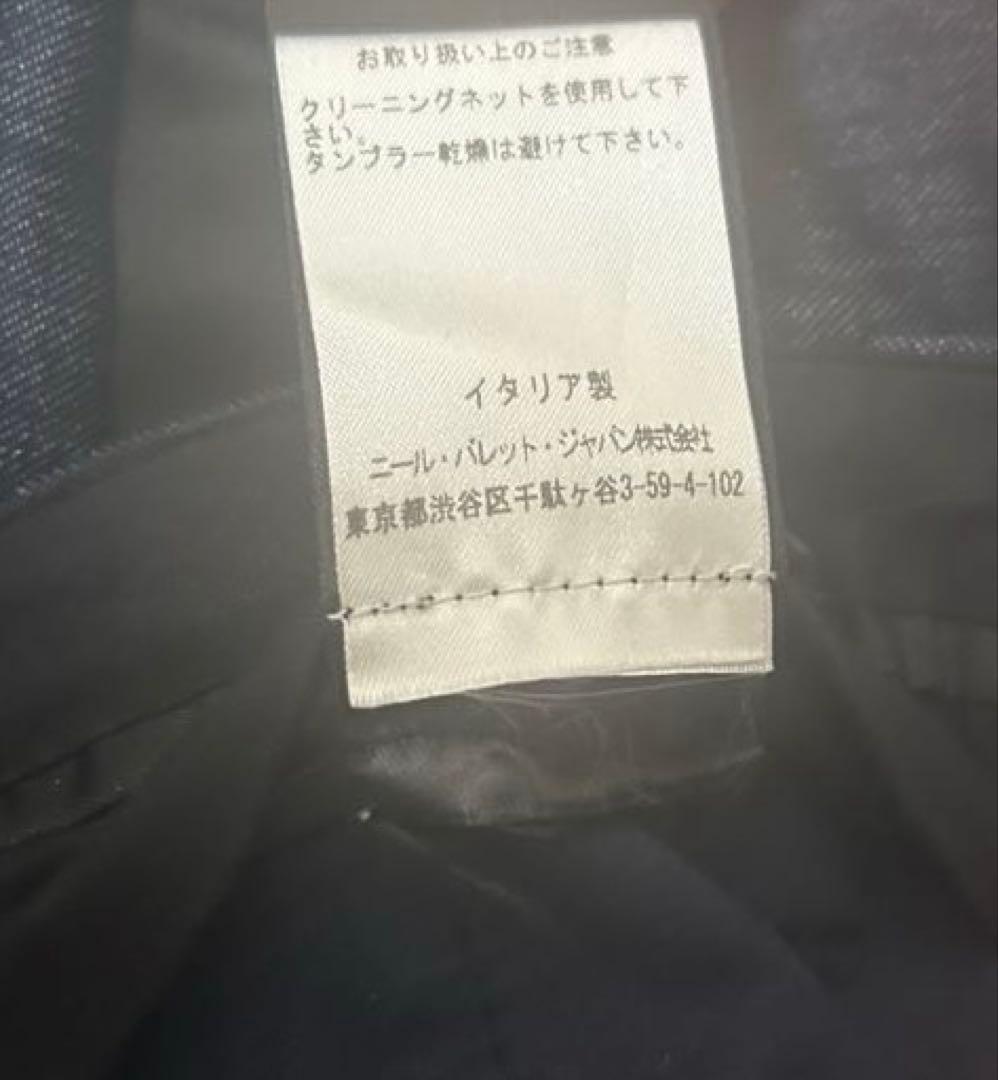 お取り扱い上のご注意
クリーニングネットを使用して下
さい。
タンブラー乾燥は避けて下さい。
イタリア製
ニール・バレット・ジャパン株式会社
東京都渋谷区千駄ヶ谷3-59-4-102